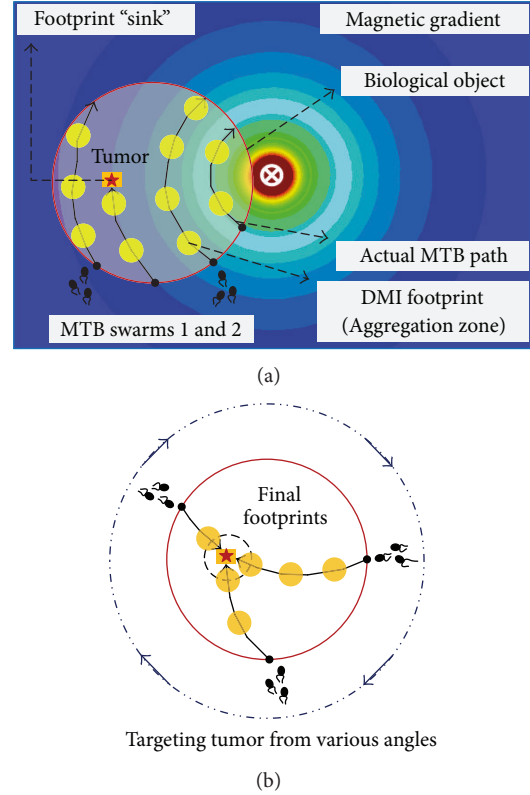 Footprint “sink”
Magnetic gradient
Biological object
Tumor
Actual MTB path
DMI footprint
(Aggregation zone)
MTB swarms 1 and 2
(a)
Final
footprints
Targeting tumor from various angles
(b)